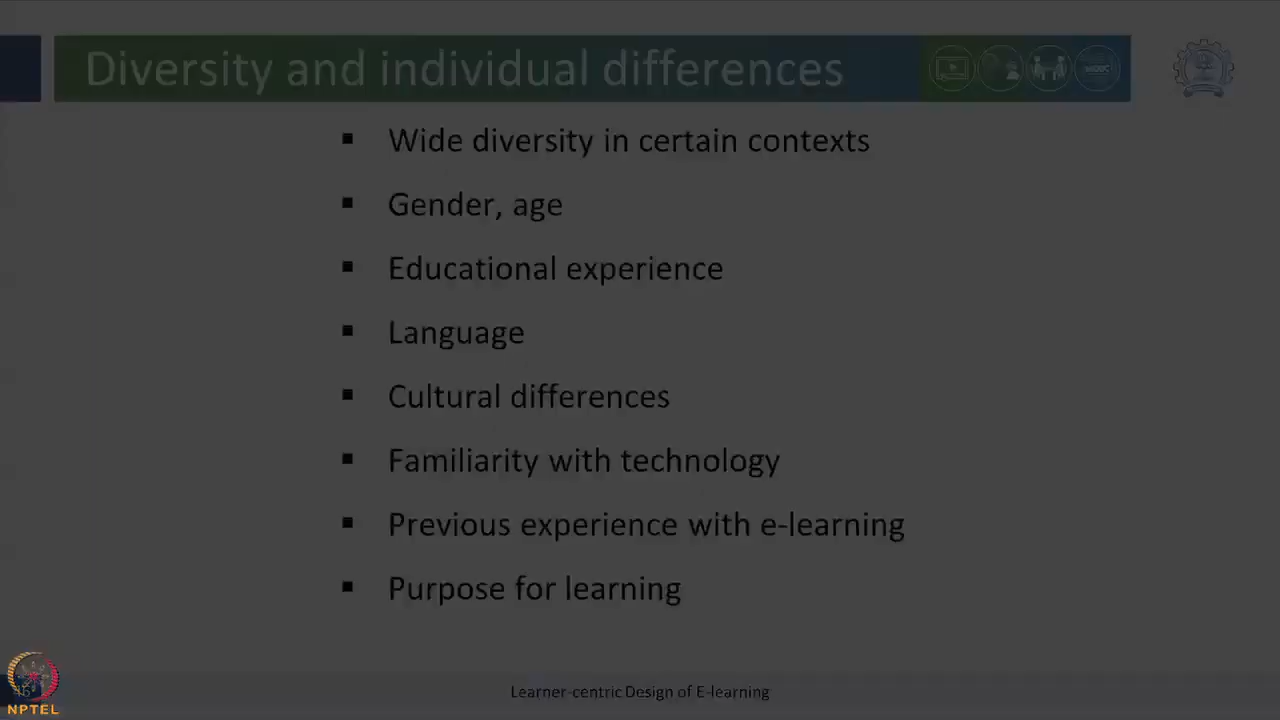 Diversity and individual differences
▪ Wide diversity in certain contexts
▪ Gender, age
▪ Educational experience
▪ Language
▪ Cultural differences
▪ Familiarity with technology
▪ Previous experience with e-learning
▪ Purpose for learning
Learner-centric Design of E-learning
NPTEL